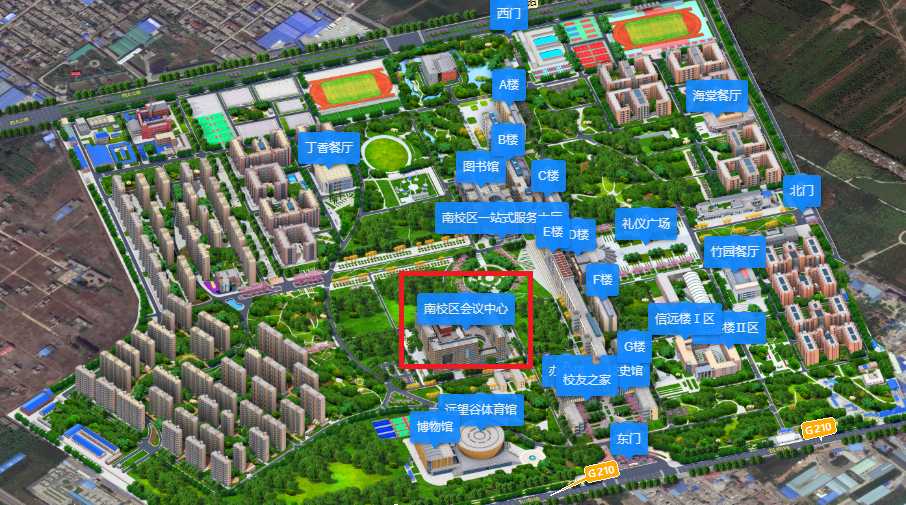 西门
A楼
海棠餐厅
B楼
丁香餐厅
图书馆
C楼
北门
南校区一站式服务大厅
礼仪广场
E楼
D楼
竹园餐厅
F楼
南校区会议中心
信远楼Ⅰ区
楼Ⅱ区
G楼
校友之家
史馆
远望谷体育馆
博物馆
G210
东门
G210